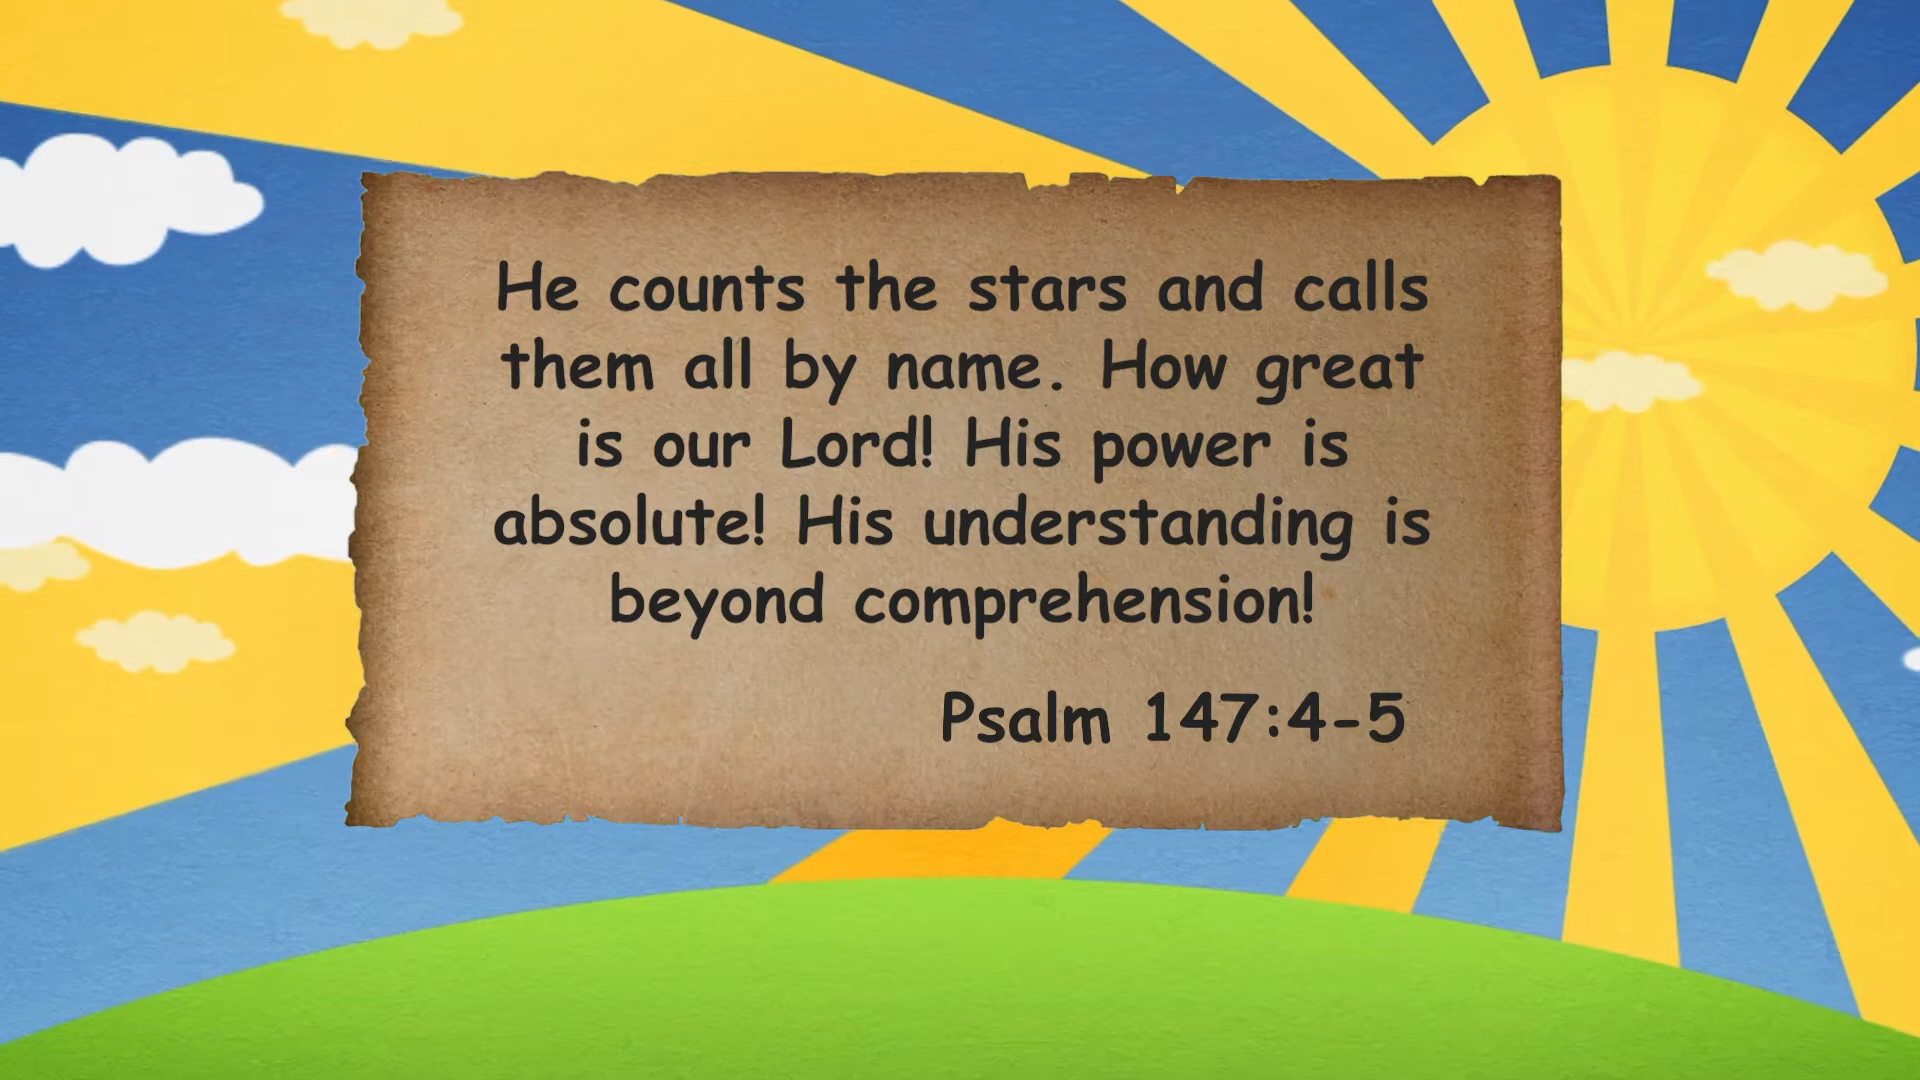 He counts the stars and calls
them all by name. How great
is our Lord! His power is
absolute! His understanding is
beyond comprehension!
Psalm 147:4-5